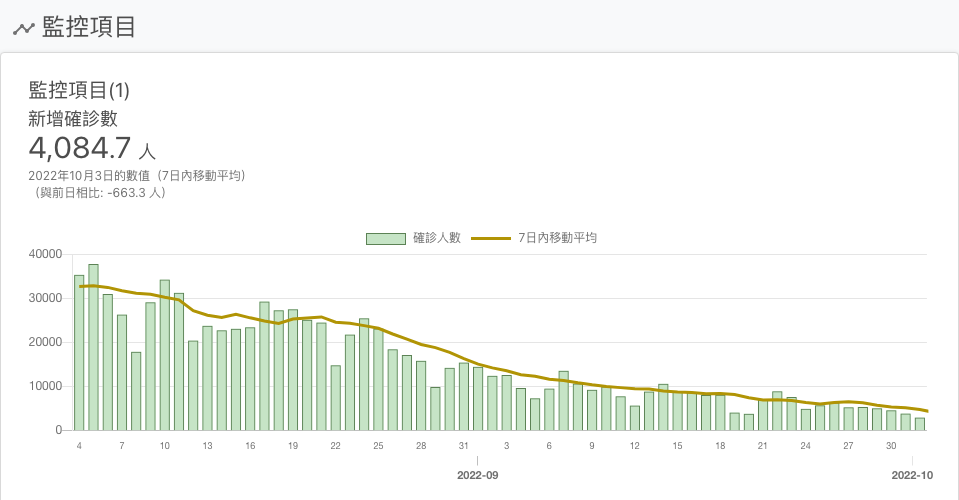 監控項目
監控項目(1)
新增確診數
4,084.7 人
2022年10月3日的數值（7日內移動平均）
（與前日相比: -663.3 人）
確診人數 7日內移動平均
40000
30000
20000
10000
0
4 7 10 13 16 19 22 25 28 31 3 6 9 12 15 18 21 24 27 30
2022-09 2022-10